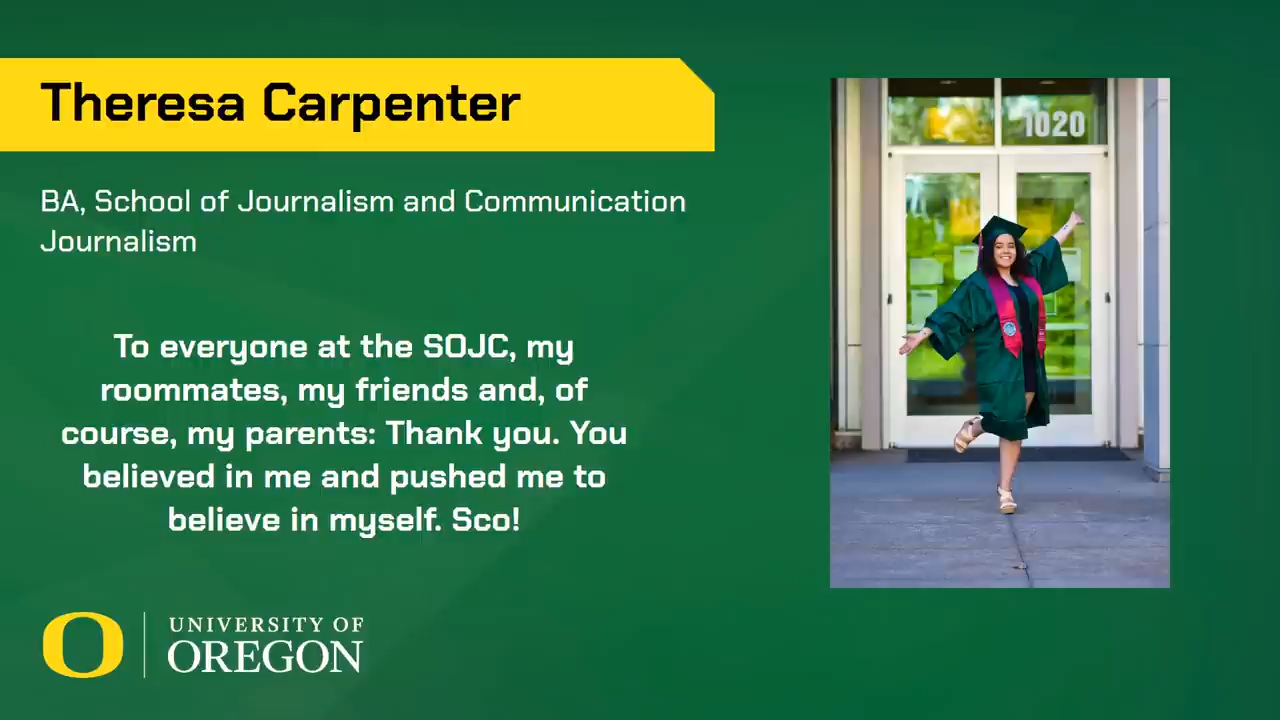 Theresa Carpenter
BA, School of Journalism and Communication
Journalism
To everyone at the SOJC, my
roommates, my friends and, of
course, my parents: Thank you. You
believed in me and pushed me to
believe in myself. Sco!
O
UNIVERSITY OF
OREGON
1020